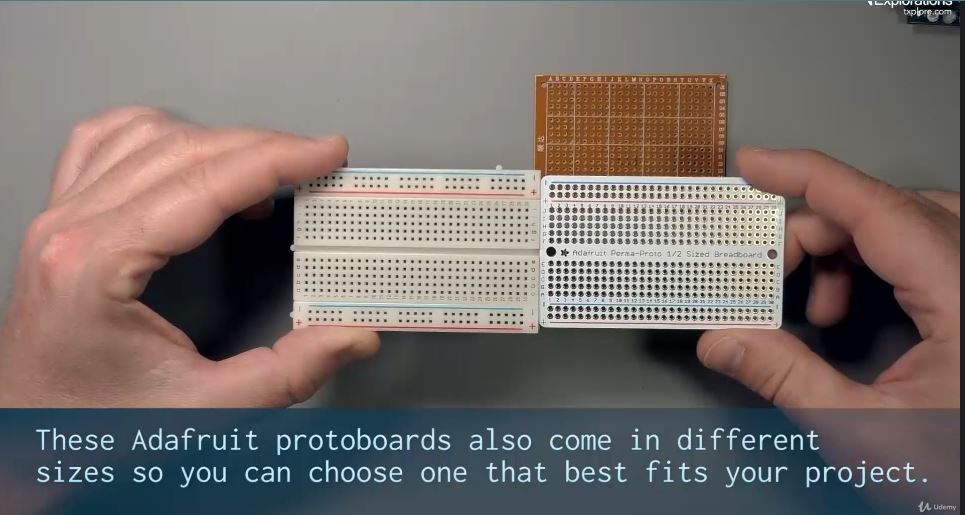 Explorations
txplore.com
A B C D E F G H I J K L M N O P Q R S T U V W X
Adafruit Perma-Proto 1/2 Sized Breadboard
These Adafruit protoboards also come in different
sizes so you can choose one that best fits your project.
Udemy